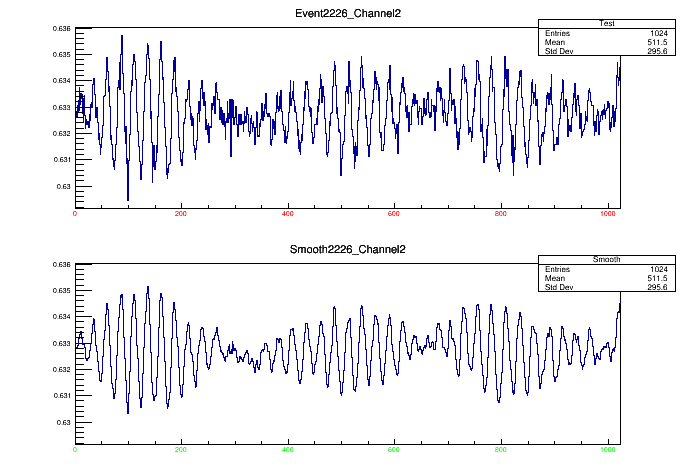 Event2226_Channel2
Test
Entries 1024
Mean 511.5
Std Dev 295.6
0.636
0.635
0.634
0.633
0.632
0.631
0.63
0 200 400 600 800 1000
Smooth2226_Channel2
Smooth
Entries 1024
Mean 511.5
Std Dev 295.6
0.636
0.635
0.634
0.633
0.632
0.631
0.63
0 200 400 600 800 1000